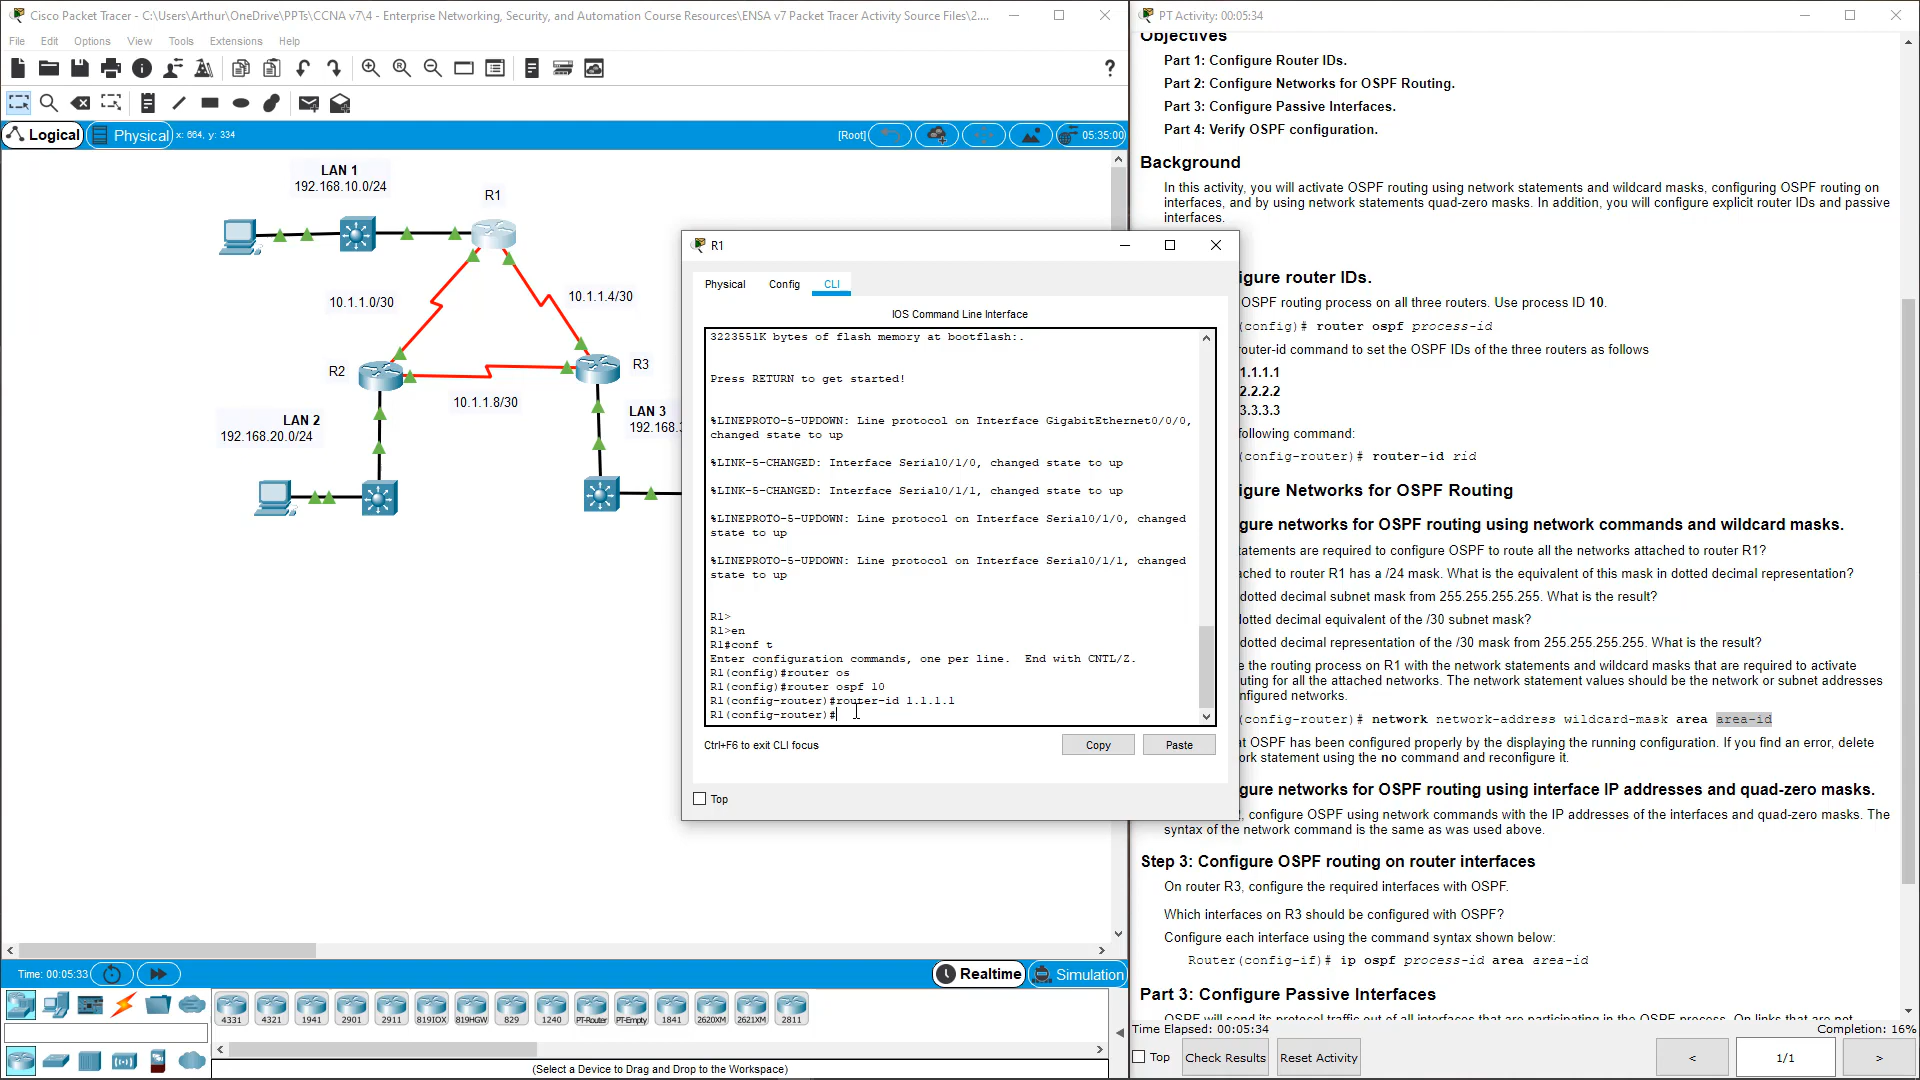 Cisco Packet Tracer - C:\Users\Arthur\OneDrive\PPTs\CCNA v7\4 - Enterprise Networking, Security, and Automation Course Resources\ENSA v7 Packet Tracer Activity Source Files\2....
File Edit Options View Tools Extensions Help
Logical Physical x: 664, y: 334 [Root] 05:35:00
LAN 1
192.168.10.0/24
R1
10.1.1.0/30
10.1.1.4/30
R2
R3
10.1.1.8/30
LAN 2
192.168.20.0/24
LAN 3
192.168.3
R1
Physical Config CLI
IOS Command Line Interface
3223551K bytes of flash memory at bootflash:.
Press RETURN to get started!
%LINEPROTO-5-UPDOWN: Line protocol on Interface GigabitEthernet0/0/0,
changed state to up
%LINK-5-CHANGED: Interface Serial0/1/0, changed state to up
%LINK-5-CHANGED: Interface Serial0/1/1, changed state to up
%LINEPROTO-5-UPDOWN: Line protocol on Interface Serial0/1/0, changed
state to up
%LINEPROTO-5-UPDOWN: Line protocol on Interface Serial0/1/1, changed
state to up
R1>
R1>en
R1#conf t
Enter configuration commands, one per line.  End with CNTL/Z.
R1(config)#router os
R1(config)#router ospf 10
R1(config-router)#router-id 1.1.1.1
R1(config-router)#
Ctrl+F6 to exit CLI focus
Copy
Paste
Top
Time: 00:05:33
Realtime Simulation
4331 4321 1941 2901 2911 819IOX 819HGW 829 1240 PT-Router PT-Empty 1841 2620XM 2621XM 2811
(Select a Device to Drag and Drop to the Workspace)
PT Activity: 00:05:34
Objectives
Part 1: Configure Router IDs.
Part 2: Configure Networks for OSPF Routing.
Part 3: Configure Passive Interfaces.
Part 4: Verify OSPF configuration.
Background
In this activity, you will activate OSPF routing using network statements and wildcard masks, configuring OSPF routing on
interfaces, and by using network statements quad-zero masks. In addition, you will configure explicit router IDs and passive
interfaces.
igure router IDs.
OSPF routing process on all three routers. Use process ID 10.
(config)# router ospf process-id
outer-id command to set the OSPF IDs of the three routers as follows
1.1.1.1
2.2.2.2
3.3.3.3
following command:
(config-router)# router-id rid
igure Networks for OSPF Routing
gure networks for OSPF routing using network commands and wildcard masks.
atements are required to configure OSPF to route all the networks attached to router R1?
ched to router R1 has a /24 mask. What is the equivalent of this mask in dotted decimal representation?
dotted decimal subnet mask from 255.255.255.255. What is the result?
lotted decimal equivalent of the /30 subnet mask?
dotted decimal representation of the /30 mask from 255.255.255.255. What is the result?
e the routing process on R1 with the network statements and wildcard masks that are required to activate
uting for all the attached networks. The network statement values should be the network or subnet addresses
nfigured networks.
(config-router)# network network-address wildcard-mask area area-id
at OSPF has been configured properly by the displaying the running configuration. If you find an error, delete
rk statement using the no command and reconfigure it.
gure networks for OSPF routing using interface IP addresses and quad-zero masks.
, configure OSPF using network commands with the IP addresses of the interfaces and quad-zero masks. The
syntax of the network command is the same as was used above.
Step 3: Configure OSPF routing on router interfaces
On router R3, configure the required interfaces with OSPF.
Which interfaces on R3 should be configured with OSPF?
Configure each interface using the command syntax shown below:
Router(config-if)# ip ospf process-id area area-id
Part 3: Configure Passive Interfaces
OSPF will send its protocol traffic out of all interfaces that are participating in the OSPF process. On links that are not
Time Elapsed: 00:05:34 Completion: 16%
Top Check Results Reset Activity < 1/1 >